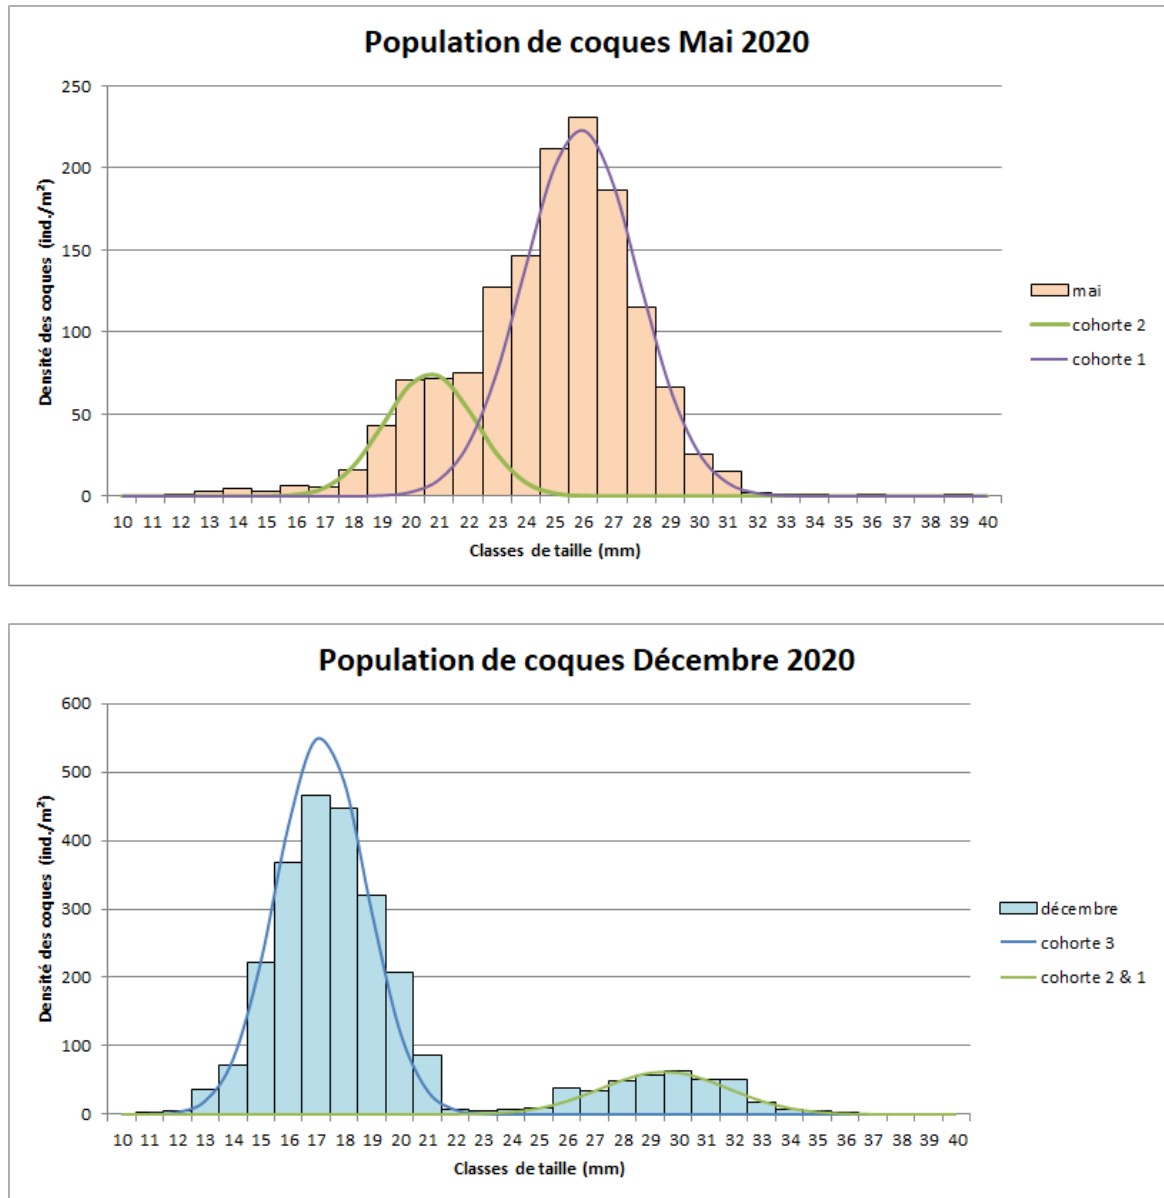 Population de coques Mai 2020
Densité des coques (ind./m²)
250
200
150
100
50
0
10 11 12 13 14 15 16 17 18 19 20 21 22 23 24 25 26 27 28 29 30 31 32 33 34 35 36 37 38 39 40
Classes de taille (mm)
mai
cohorte 2
cohorte 1
Population de coques Décembre 2020
Densité des coques (ind./m²)
600
500
400
300
200
100
0
10 11 12 13 14 15 16 17 18 19 20 21 22 23 24 25 26 27 28 29 30 31 32 33 34 35 36 37 38 39 40
Classes de taille (mm)
décembre
cohorte 3
cohorte 2 & 1